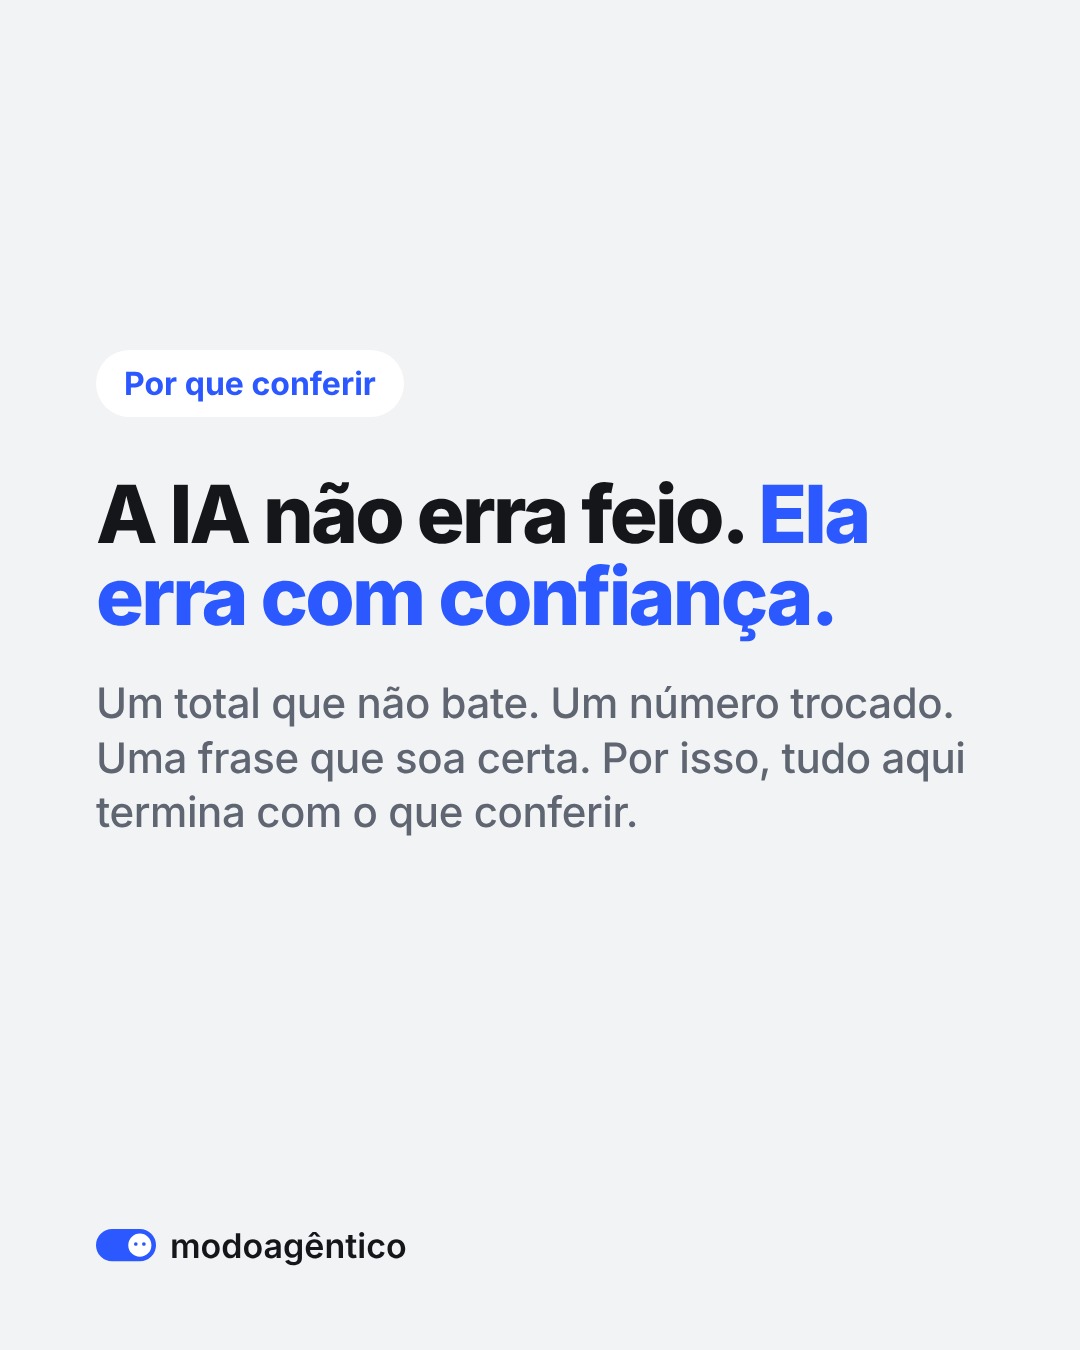 Por que conferir
A IA não erra feio. Ela
erra com confiança.
Um total que não bate. Um número trocado.
Uma frase que soa certa. Por isso, tudo aqui
termina com o que conferir.
modoagêntico